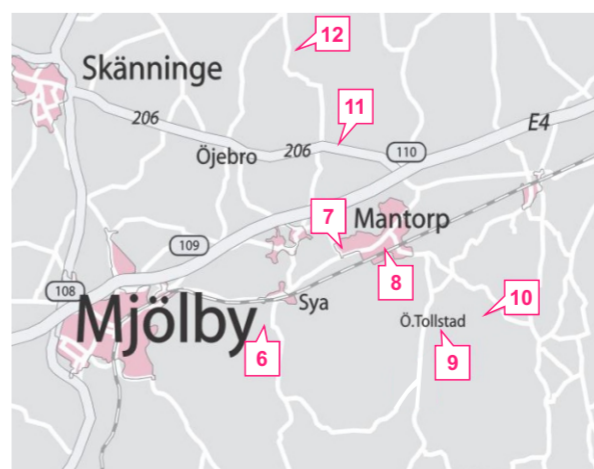 12
Skänninge
11
206
E4
Öjebro
206
110
7
Mantorp
109
8
108
10
Mjölby
Sya
Ö.Tollstad
6
9